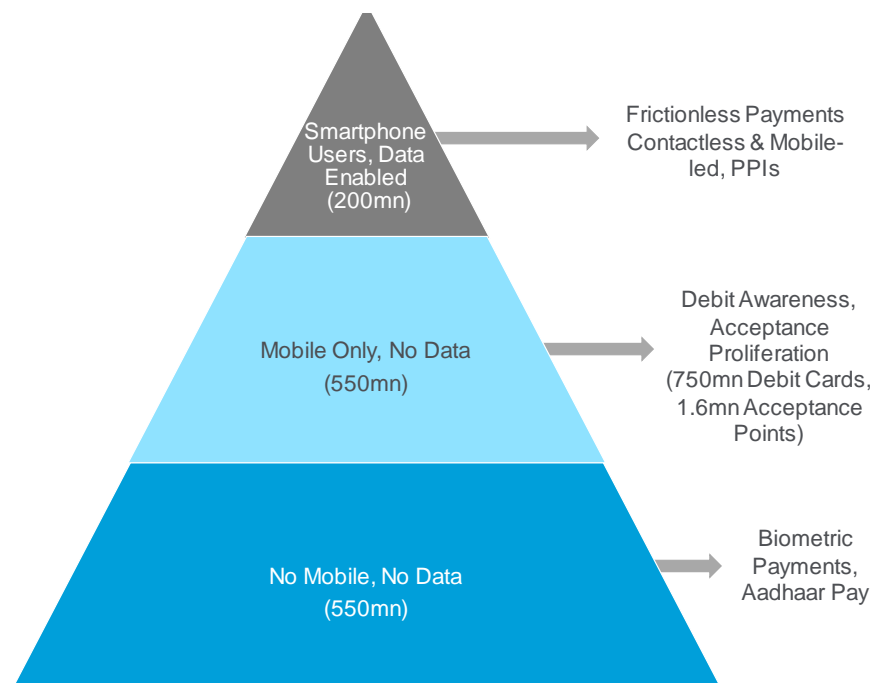 Smartphone
Users, Data
Enabled
(200mn)
Frictionless Payments
Contactless & Mobile-
led, PPIs
Mobile Only, No Data
(550mn)
Debit Awareness,
Acceptance
Proliferation
(750mn Debit Cards,
1.6mn Acceptance
Points)
No Mobile, No Data
(550mn)
Biometric
Payments,
Aadhaar Pay